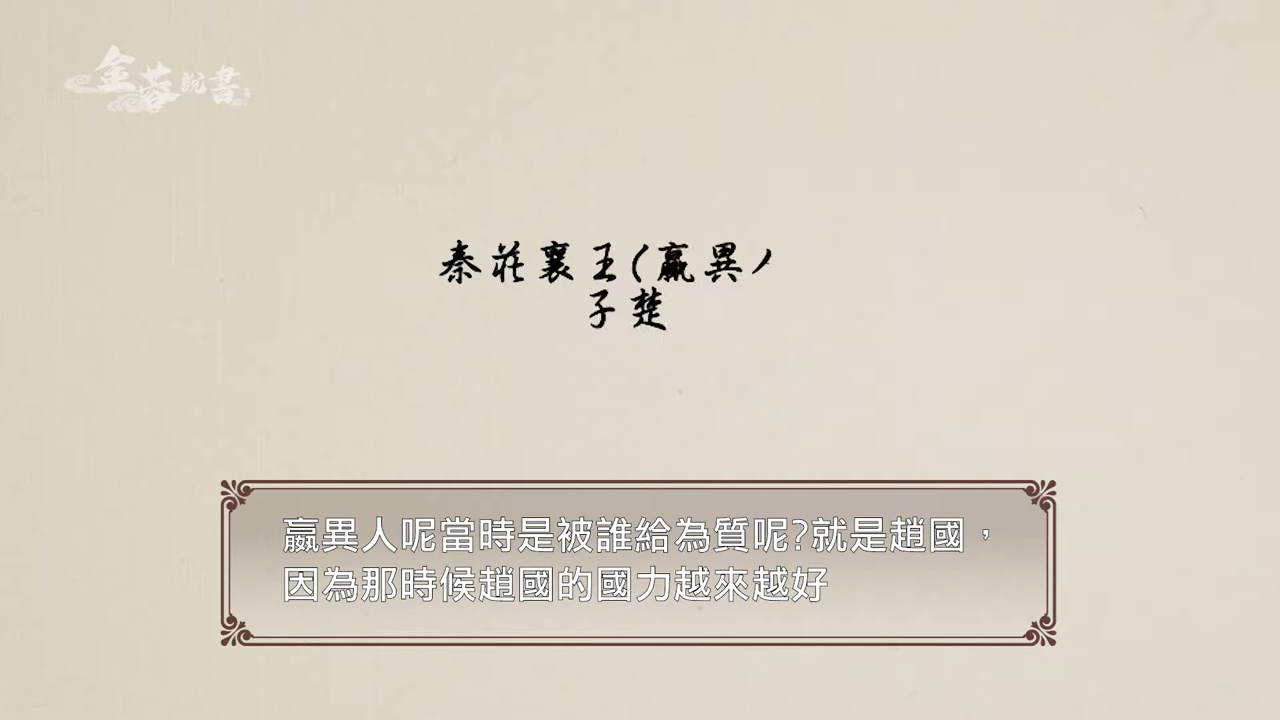 金蓉說書
秦莊襄王(嬴異
子楚
嬴異人呢當時是被誰給為質呢?就是趙國，
因為那時候趙國的國力越來越好